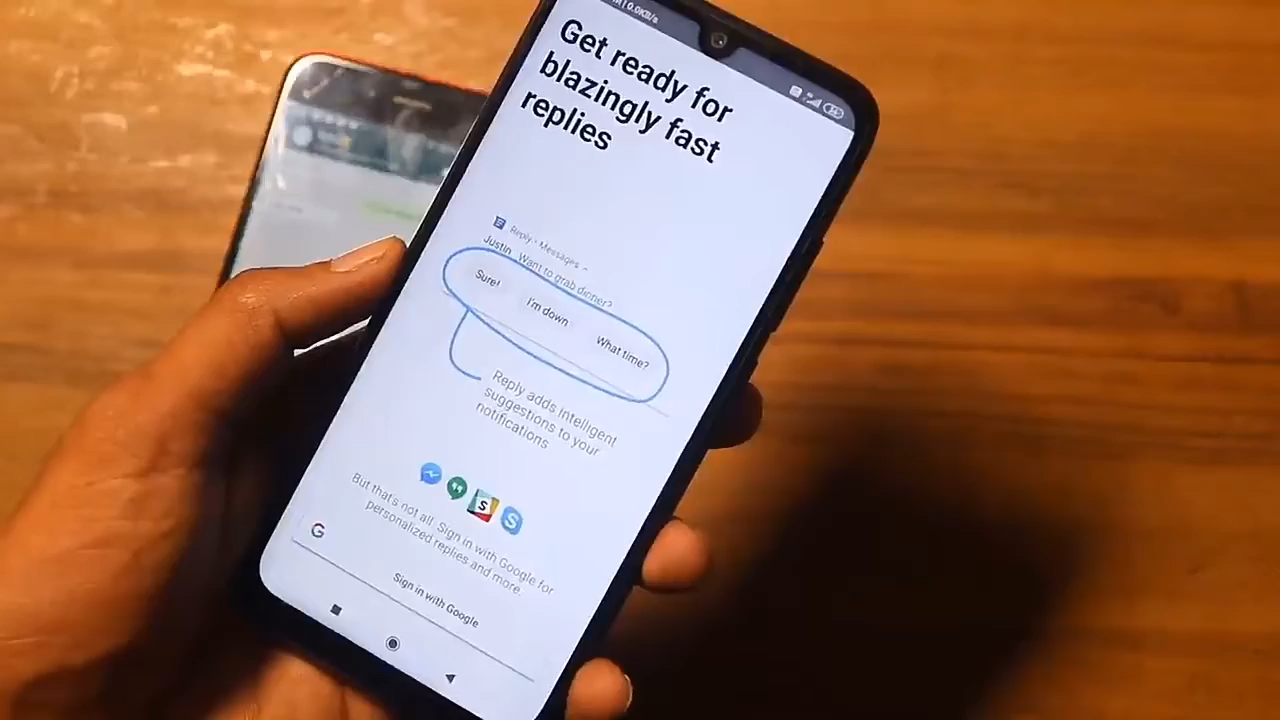 0.0KB/s
Get ready for
blazingly fast
replies
Reply • Messages
Justin Want to grab dinner?
Sure! I'm down What time?
Reply adds intelligent
suggestions to your
notifications
S S
But that's not all. Sign in with Google for
personalized replies and more.
G
Sign in with Google